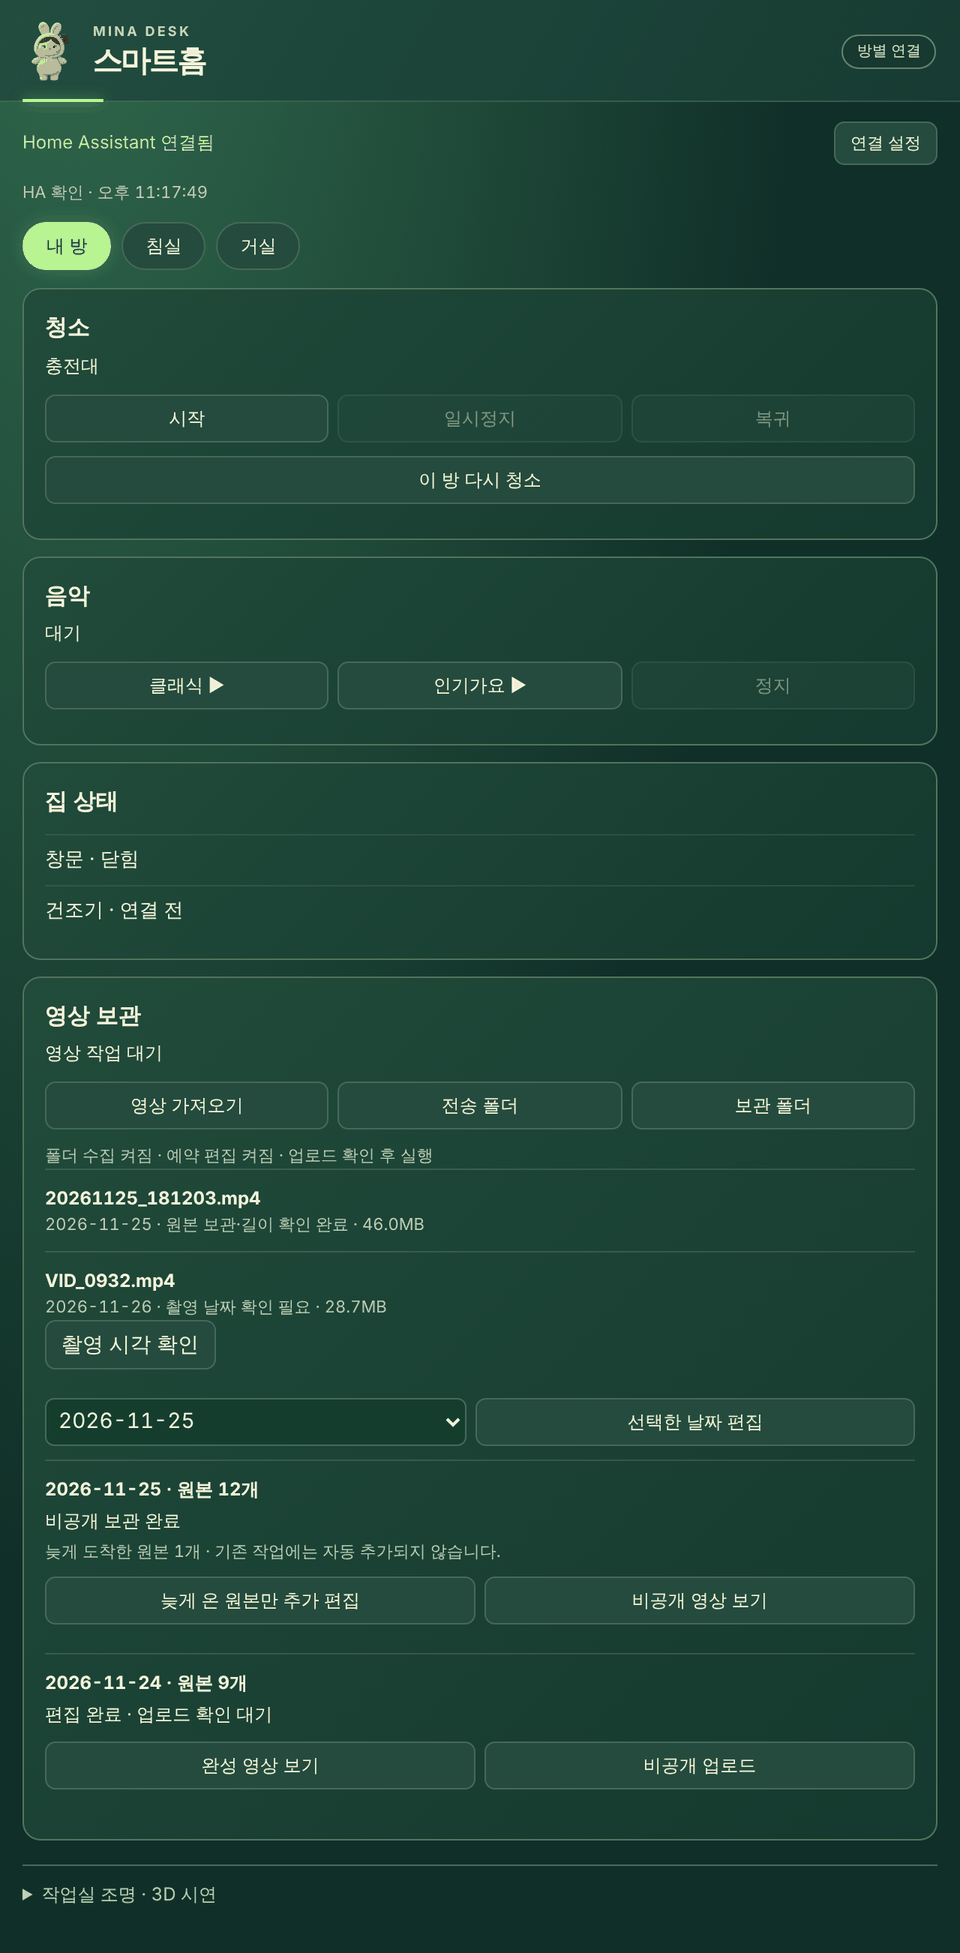 MINA DESK
스마트홈
방별 연결
Home Assistant 연결됨
연결 설정
HA 확인 · 오후 11:17:49
내 방
침실
거실
청소
충전대
시작
일시정지
복귀
이 방 다시 청소
음악
대기
클래식 ▶
인기가요 ▶
정지
집 상태
창문 · 닫힘
건조기 · 연결 전
영상 보관
영상 작업 대기
영상 가져오기
전송 폴더
보관 폴더
폴더 수집 켜짐 · 예약 편집 켜짐 · 업로드 확인 후 실행
20261125_181203.mp4
2026-11-25 · 원본 보관·길이 확인 완료 · 46.0MB
VID_0932.mp4
2026-11-26 · 촬영 날짜 확인 필요 · 28.7MB
촬영 시각 확인
2026-11-25
선택한 날짜 편집
2026-11-25 · 원본 12개
비공개 보관 완료
늦게 도착한 원본 1개 · 기존 작업에는 자동 추가되지 않습니다.
늦게 온 원본만 추가 편집
비공개 영상 보기
2026-11-24 · 원본 9개
편집 완료 · 업로드 확인 대기
완성 영상 보기
비공개 업로드
▶ 작업실 조명 · 3D 시연